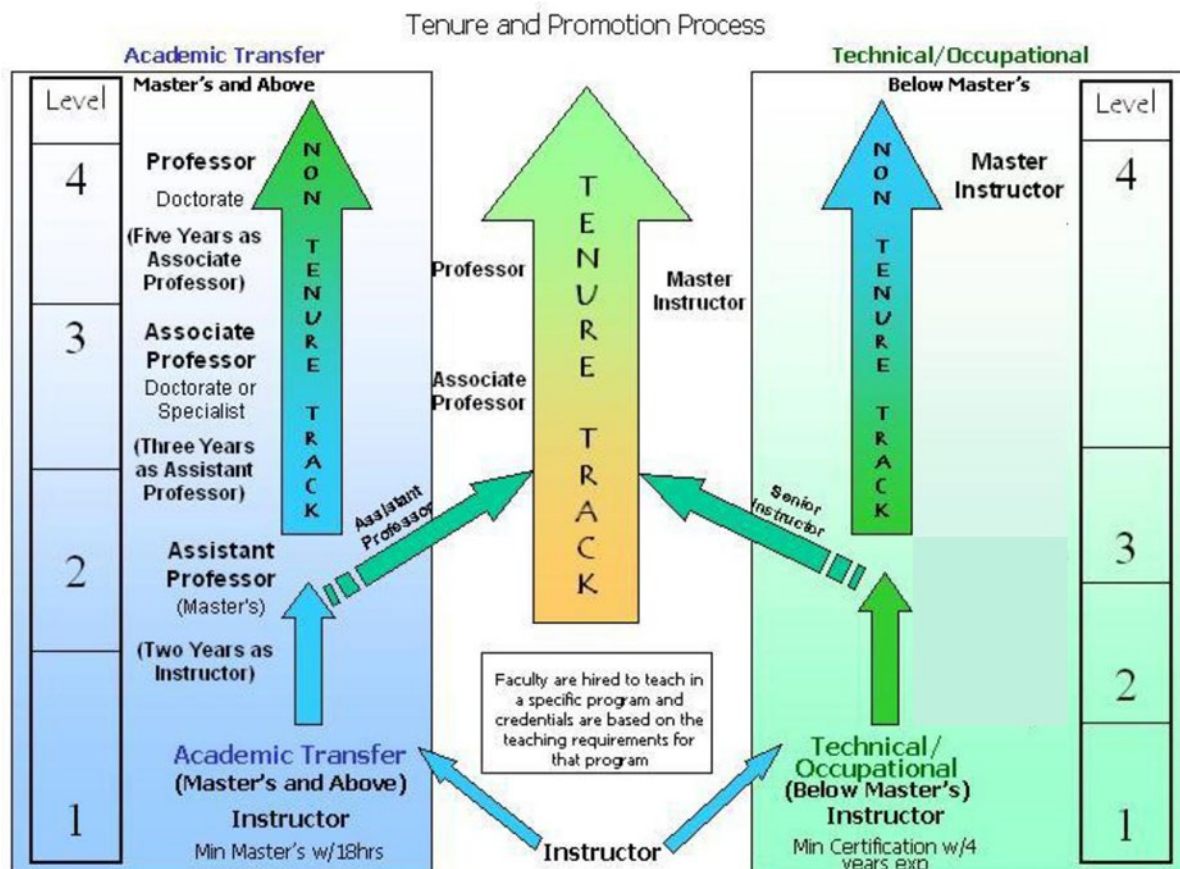 Tenure and Promotion Process
Academic Transfer
Master's and Above
Level
4
3
2
1
Professor
Doctorate
(Five Years as
Associate
Professor)
Associate
Professor
Doctorate or
Specialist
(Three Years
as Assistant
Professor)
Assistant
Professor
(Master's)
(Two Years as
Instructor)
NON TENURE TRACK
Academic Transfer
(Master's and Above)
Instructor
Min Master's w/18hrs
Assistant
Professor
Professor
Associate
Professor
TENURE TRACK
Master
Instructor
Senior
Instructor
Faculty are hired to teach in
a specific program and
credentials are based on the
teaching requirements for
that program
Instructor
Technical/Occupational
Below Master's
NON TENURE TRACK
Master
Instructor
Technical/
Occupational
(Below Master's)
Instructor
Min Certification w/4
years exp
Level
4
3
2
1